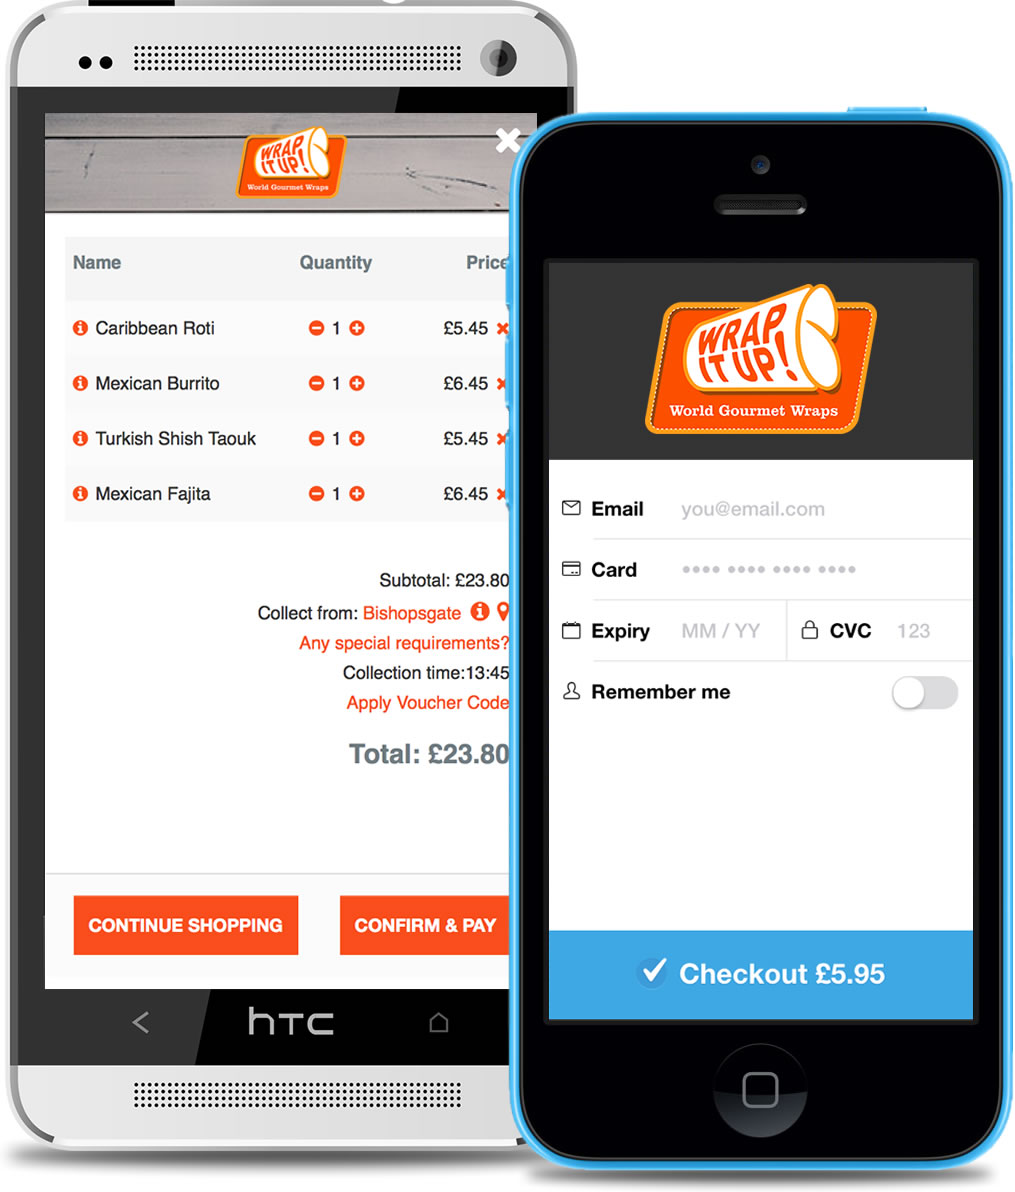 WRAP
IT UP!
World Gourmet Wraps
Name Quantity Price
Caribbean Roti 1 £5.45
Mexican Burrito 1 £6.45
Turkish Shish Taouk 1 £5.45
Mexican Fajita 1 £6.45
Subtotal: £23.80
Collect from: Bishopsgate
Any special requirements?
Collection time:13:45
Apply Voucher Code
Total: £23.80
CONTINUE SHOPPING CONFIRM & PAY
hTC
WRAP
IT UP!
World Gourmet Wraps
Email you@email.com
Card •••• •••• •••• ••••
Expiry MM / YY CVC 123
Remember me
Checkout £5.95